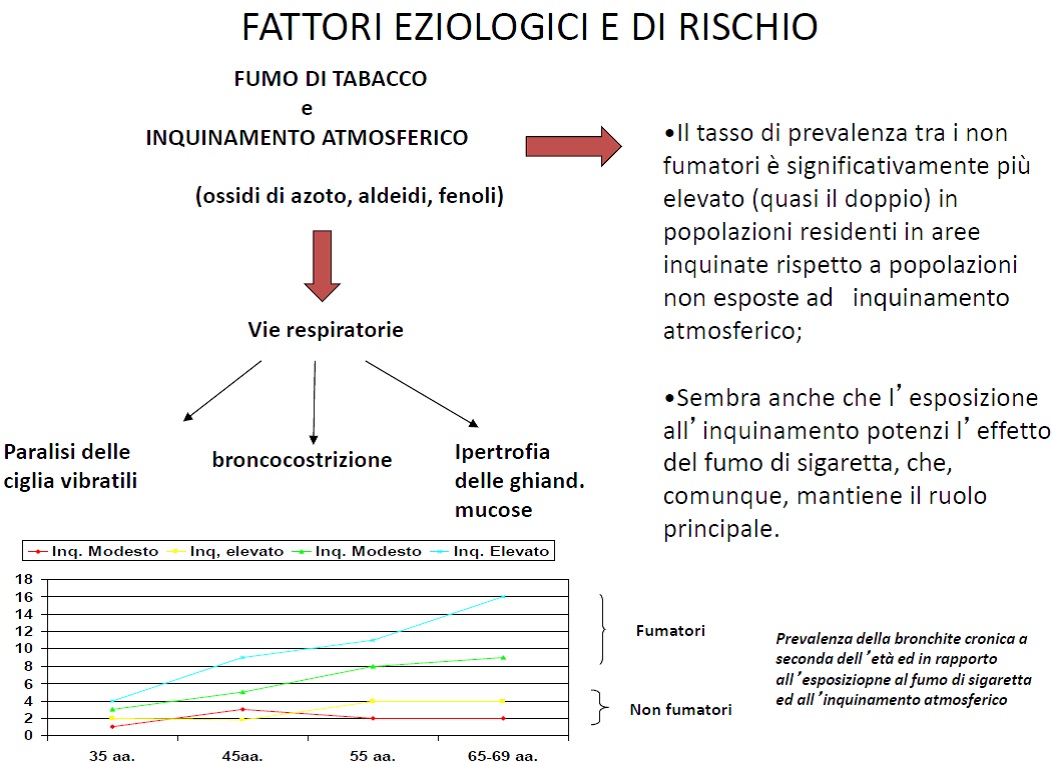 FATTORI EZIOLOGICI E DI RISCHIO
FUMO DI TABACCO
e
INQUINAMENTO ATMOSFERICO
(ossidi di azoto, aldeidi, fenoli)
Vie respiratorie
Paralisi delle
ciglia vibratili
broncocostrizione
Ipertrofia
delle ghiand.
mucose
•Il tasso di prevalenza tra i non
fumatori è significativamente più
elevato (quasi il doppio) in
popolazioni residenti in aree
inquinate rispetto a popolazioni
non esposte ad inquinamento
atmosferico;
•Sembra anche che l’esposizione
all’inquinamento potenzi l’effetto
del fumo di sigaretta, che,
comunque, mantiene il ruolo
principale.
Inq. Modesto Inq, elevato Inq. Modesto Inq. Elevato
18
16
14
12
10
8
6
4
2
0
35 aa. 45aa. 55 aa. 65-69 aa.
Fumatori
Non fumatori
Prevalenza della bronchite cronica a
seconda dell’età ed in rapporto
all’esposiziopne al fumo di sigaretta
ed all’inquinamento atmosferico